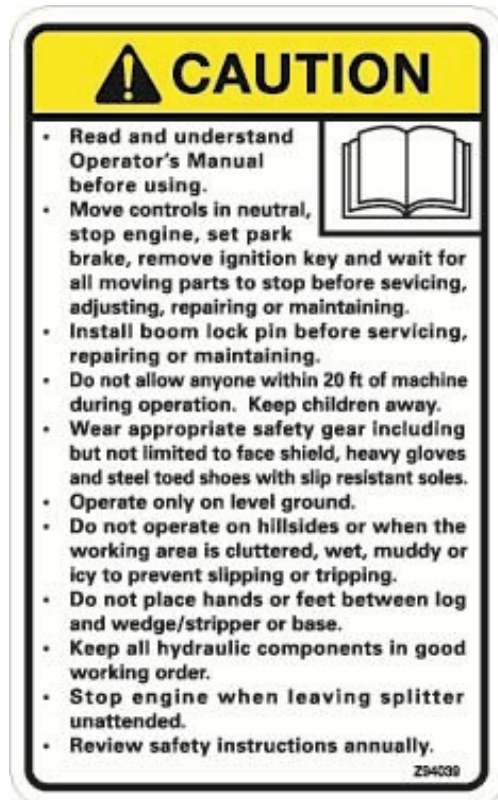 CAUTION
• Read and understand
Operator's Manual
before using.
• Move controls in neutral,
stop engine, set park
brake, remove ignition key and wait for
all moving parts to stop before sevicing,
adjusting, repairing or maintaining.
• Install boom lock pin before servicing,
repairing or maintaining.
• Do not allow anyone within 20 ft of machine
during operation. Keep children away.
• Wear appropriate safety gear including
but not limited to face shield, heavy gloves
and steel toed shoes with slip resistant soles.
• Operate only on level ground.
• Do not operate on hillsides or when the
working area is cluttered, wet, muddy or
icy to prevent slipping or tripping.
• Do not place hands or feet between log
and wedge/stripper or base.
• Keep all hydraulic components in good
working order.
• Stop engine when leaving splitter
unattended.
• Review safety instructions annually.
Z94039